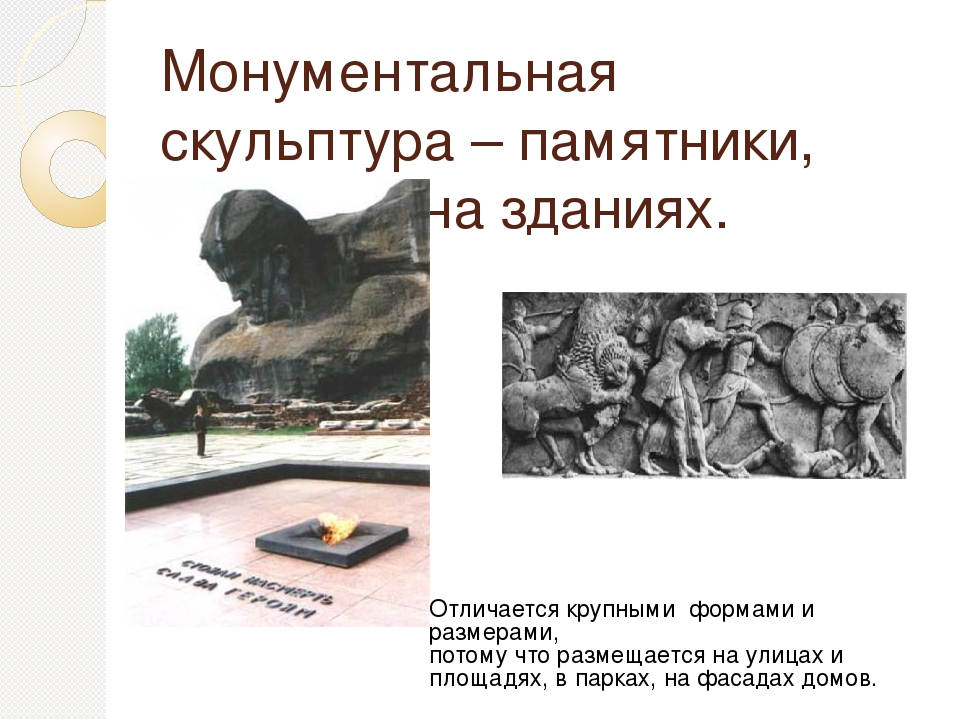 Монументальная
скульптура – памятники,
на зданиях.
СТОЯЛИ НАСМЕРТЬ
СЛАВА ГЕРОЯМ
Отличается крупными формами и
размерами,
потому что размещается на улицах и
площадях, в парках, на фасадах домов.